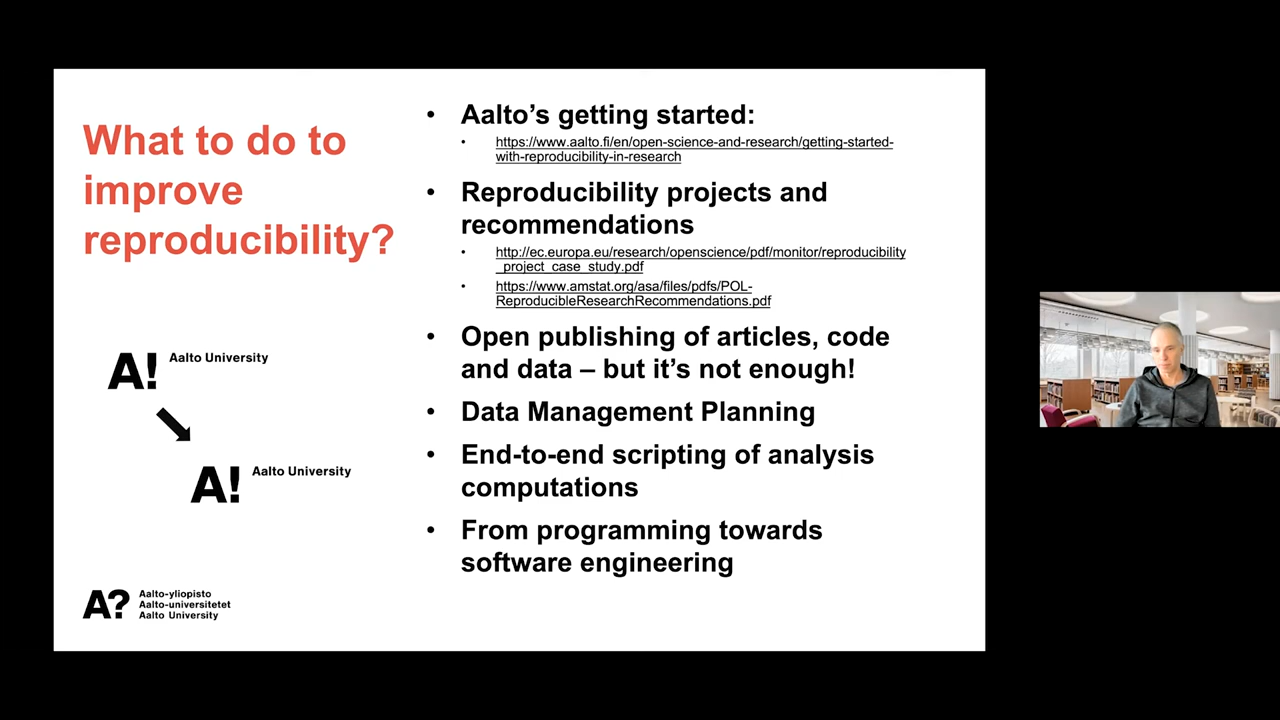 What to do to
improve
reproducibility?
• Aalto's getting started:
• https://www.aalto.fi/en/open-science-and-research/getting-started-
with-reproducibility-in-research
• Reproducibility projects and
recommendations
• http://ec.europa.eu/research/openscience/pdf/monitor/reproducibility
_project_case_study.pdf
• https://www.amstat.org/asa/files/pdfs/POL-
ReproducibleResearchRecommendations.pdf
• Open publishing of articles, code
and data – but it's not enough!
• Data Management Planning
• End-to-end scripting of analysis
computations
• From programming towards
software engineering
A! Aalto University
A! Aalto University
A? Aalto-yliopisto
Aalto-universitetet
Aalto University